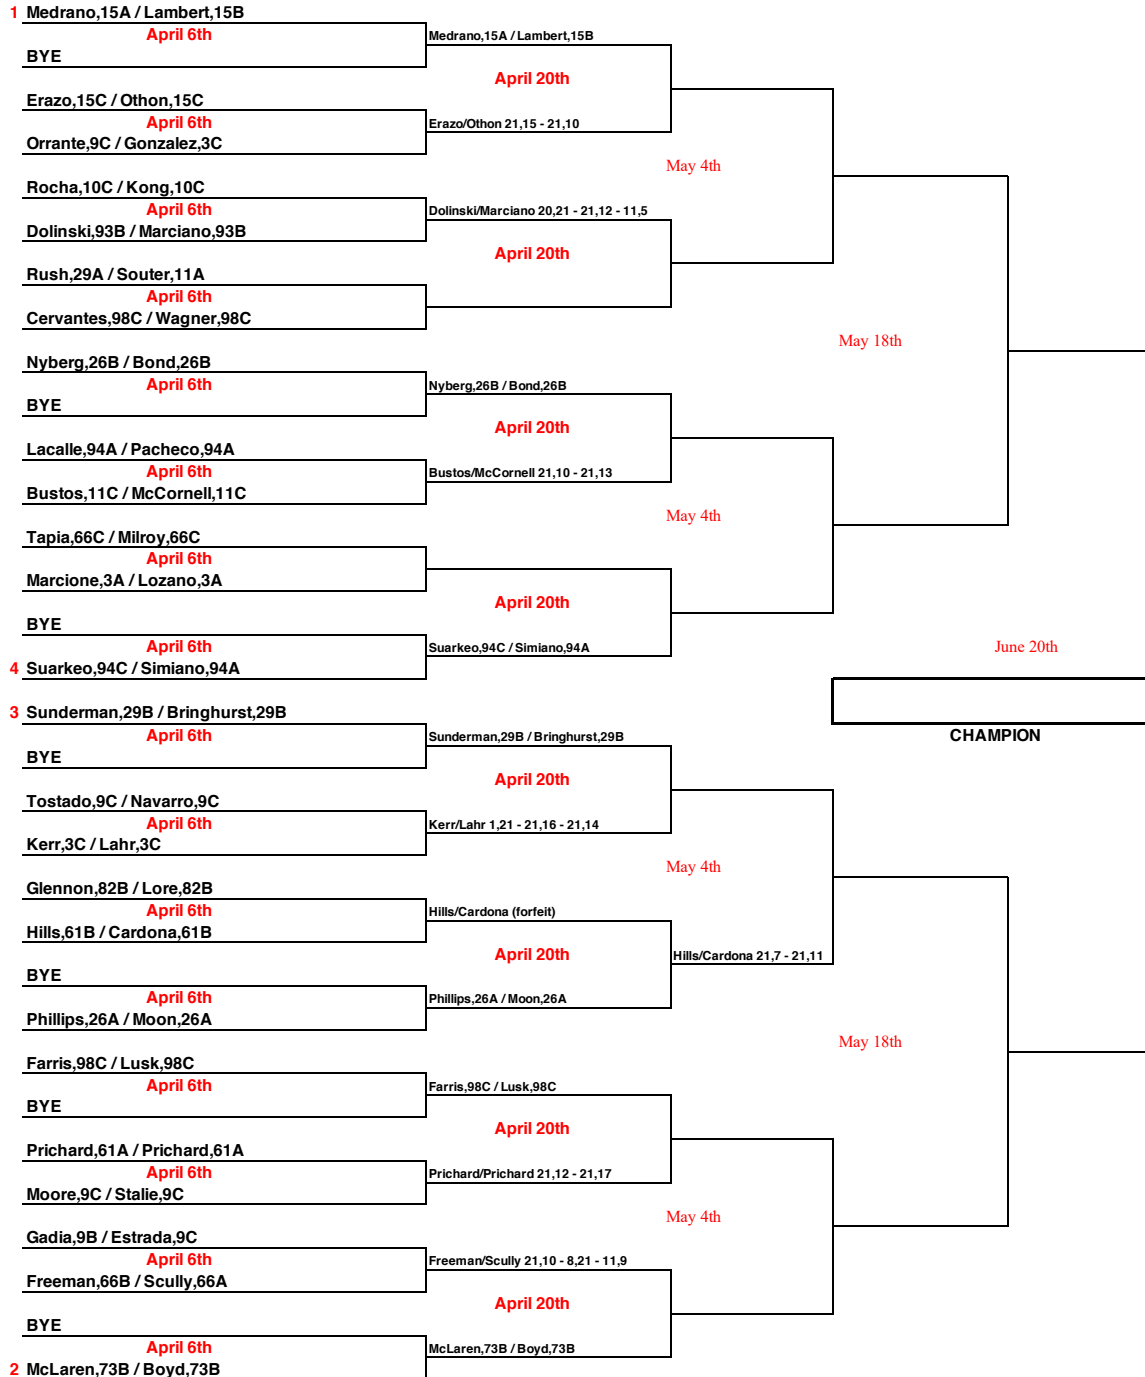 1 Medrano,15A / Lambert,15B
April 6th
Medrano,15A / Lambert,15B
BYE
April 20th
Erazo,15C / Othon,15C
April 6th
Erazo/Othon 21,15 - 21,10
Orrante,9C / Gonzalez,3C
May 4th
Rocha,10C / Kong,10C
April 6th
Dolinski/Marciano 20,21 - 21,12 - 11,5
Dolinski,93B / Marciano,93B
April 20th
Rush,29A / Souter,11A
April 6th
Cervantes,98C / Wagner,98C
May 18th
Nyberg,26B / Bond,26B
April 6th
Nyberg,26B / Bond,26B
BYE
April 20th
Lacalle,94A / Pacheco,94A
April 6th
Bustos/McCornell 21,10 - 21,13
Bustos,11C / McCornell,11C
May 4th
Tapia,66C / Milroy,66C
April 6th
Marcione,3A / Lozano,3A
April 20th
BYE
April 6th
Suarkeo,94C / Simiano,94A
June 20th
4 Suarkeo,94C / Simiano,94A
3 Sunderman,29B / Bringhurst,29B
April 6th
Sunderman,29B / Bringhurst,29B
CHAMPION
BYE
April 20th
Tostado,9C / Navarro,9C
April 6th
Kerr/Lahr 1,21 - 21,16 - 21,14
Kerr,3C / Lahr,3C
May 4th
Glennon,82B / Lore,82B
April 6th
Hills/Cardona (forfeit)
Hills,61B / Cardona,61B
April 20th
Hills/Cardona 21,7 - 21,11
BYE
April 6th
Phillips,26A / Moon,26A
Phillips,26A / Moon,26A
May 18th
Farris,98C / Lusk,98C
April 6th
Farris,98C / Lusk,98C
BYE
April 20th
Prichard,61A / Prichard,61A
April 6th
Prichard/Prichard 21,12 - 21,17
Moore,9C / Stalie,9C
May 4th
Gadia,9B / Estrada,9C
April 6th
Freeman/Scully 21,10 - 8,21 - 11,9
Freeman,66B / Scully,66A
April 20th
BYE
April 6th
McLaren,73B / Boyd,73B
2 McLaren,73B / Boyd,73B